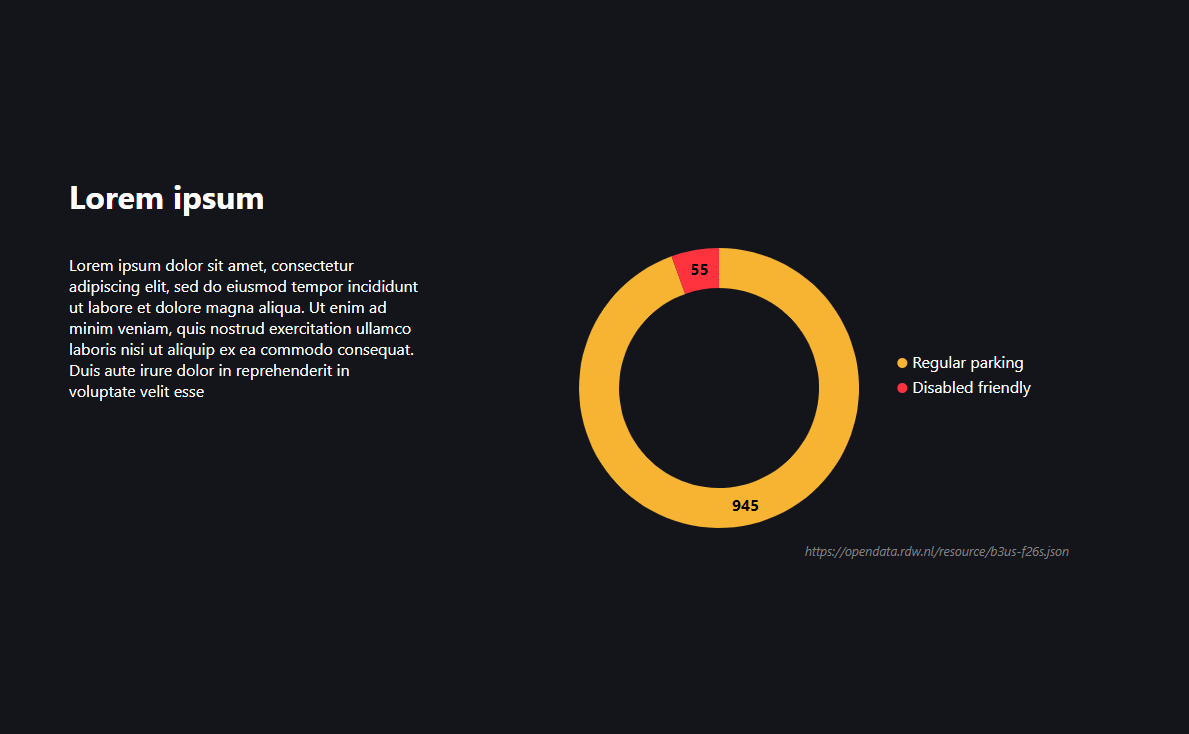 Lorem ipsum
Lorem ipsum dolor sit amet, consectetur
adipiscing elit, sed do eiusmod tempor incididunt
ut labore et dolore magna aliqua. Ut enim ad
minim veniam, quis nostrud exercitation ullamco
laboris nisi ut aliquip ex ea commodo consequat.
Duis aute irure dolor in reprehenderit in
voluptate velit esse
55
945
Regular parking
Disabled friendly
https://opendata.rdw.nl/resource/b3us-f26s.json